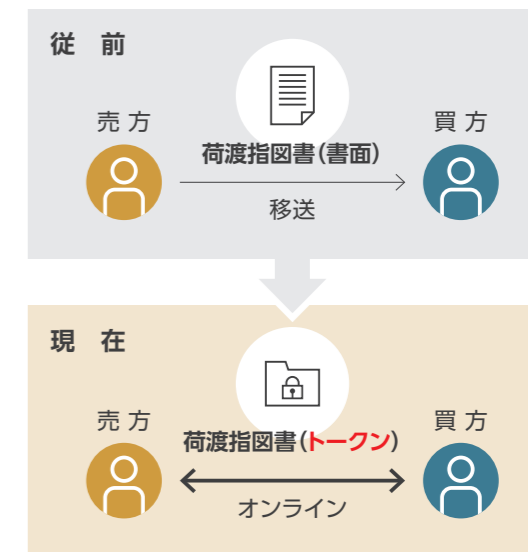 従 前
売 方
買 方
荷渡指図書(書面)
移送
現 在
売 方
買 方
荷渡指図書(トークン)
オンライン